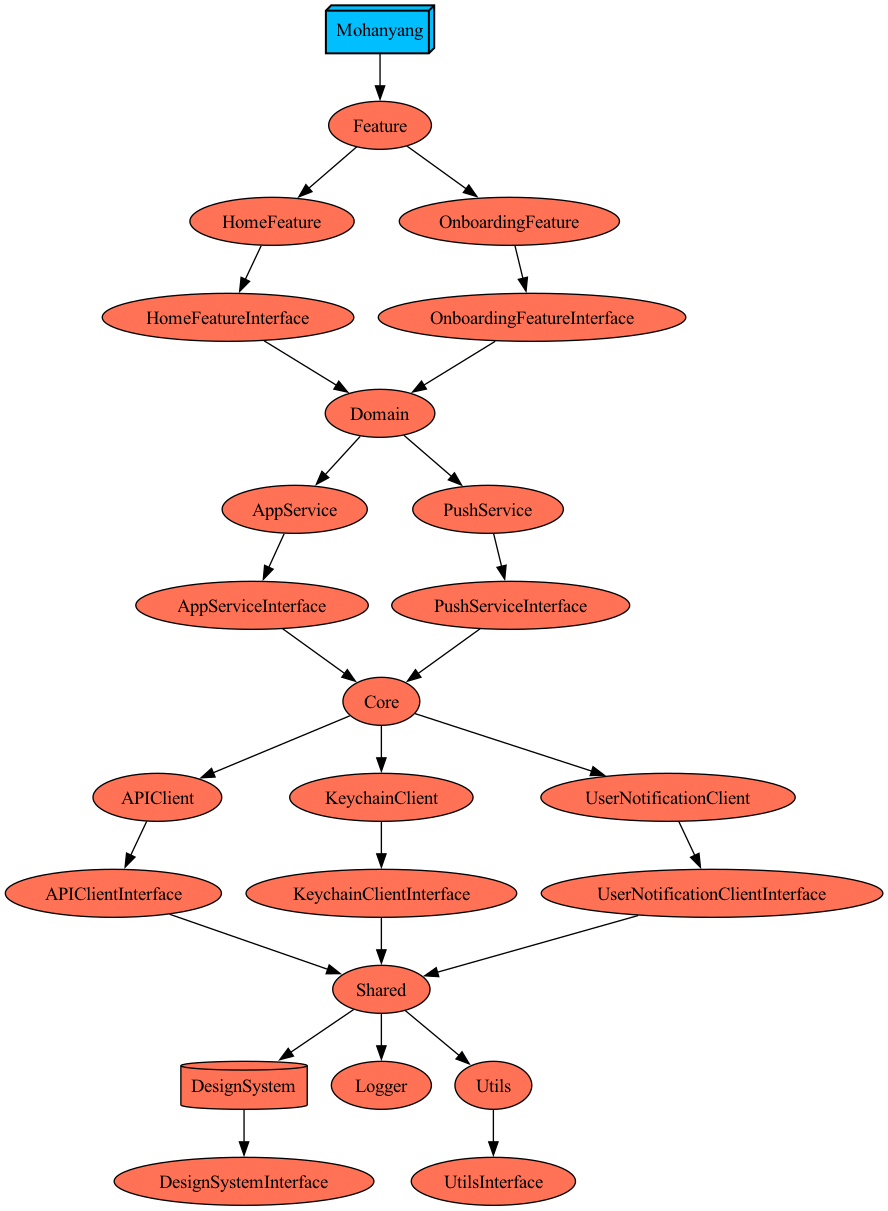 Mohanyang
Feature
HomeFeature
OnboardingFeature
HomeFeatureInterface
OnboardingFeatureInterface
Domain
AppService
PushService
AppServiceInterface
PushServiceInterface
Core
APIClient
KeychainClient
UserNotificationClient
APIClientInterface
KeychainClientInterface
UserNotificationClientInterface
Shared
DesignSystem
Logger
Utils
DesignSystemInterface
UtilsInterface